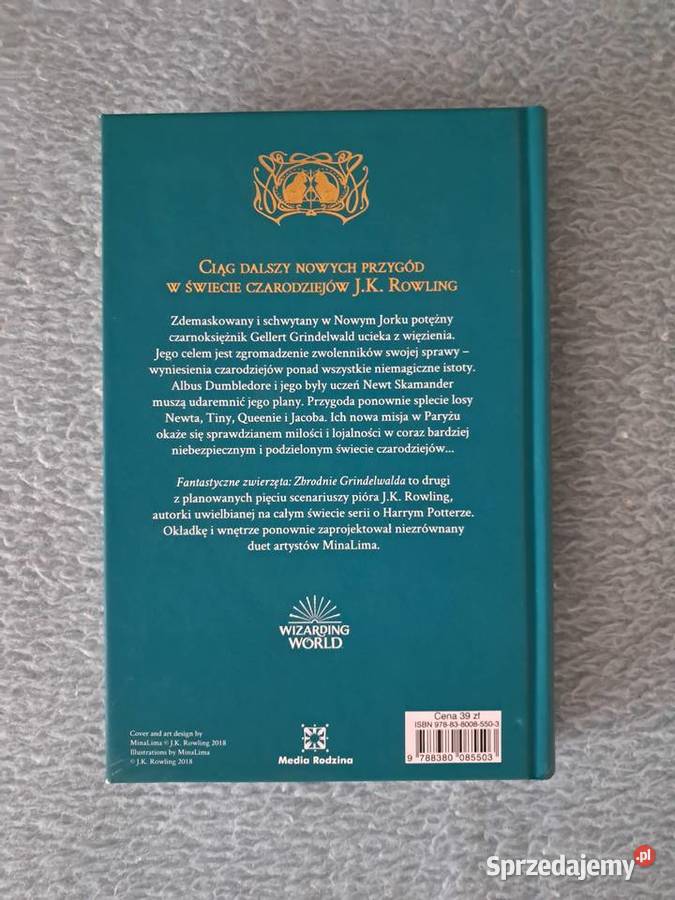 Ciąg dalszy nowych przygód
w świecie czarodziejów J.K. Rowling
Zdemaskowany i schwytany w Nowym Jorku potężny
czarnoksiężnik Gellert Grindelwald ucieka z więzienia.
Jego celem jest zgromadzenie zwolenników swojej sprawy –
wyniesienia czarodziejów ponad wszystkie niemagiczne istoty.
Albus Dumbledore i jego były uczeń Newt Skamander
muszą udaremnić jego plany. Przygoda ponownie splecie losy
Newta, Tiny, Queenie i Jacoba. Ich nowa misja w Paryżu
okaże się sprawdzianem miłości i lojalności w coraz bardziej
niebezpiecznym i podzielonym świecie czarodziejów...
Fantastyczne zwierzęta: Zbrodnie Grindelwalda to drugi
z planowanych pięciu scenariuszy pióra J.K. Rowling,
autorki uwielbianej na całym świecie serii o Harrym Potterze.
Okładkę i wnętrze ponownie zaprojektował niezrównany
duet artystów MinaLima.
WIZARDING
WORLD
Cover and art design by
MinaLima © J.K. Rowling 2018
Illustrations by MinaLima
© J.K. Rowling 2018
Media Rodzina
Cena 39 zł
ISBN 978-83-8008-550-3
9 788380 085503
Sprzedajemy.pl